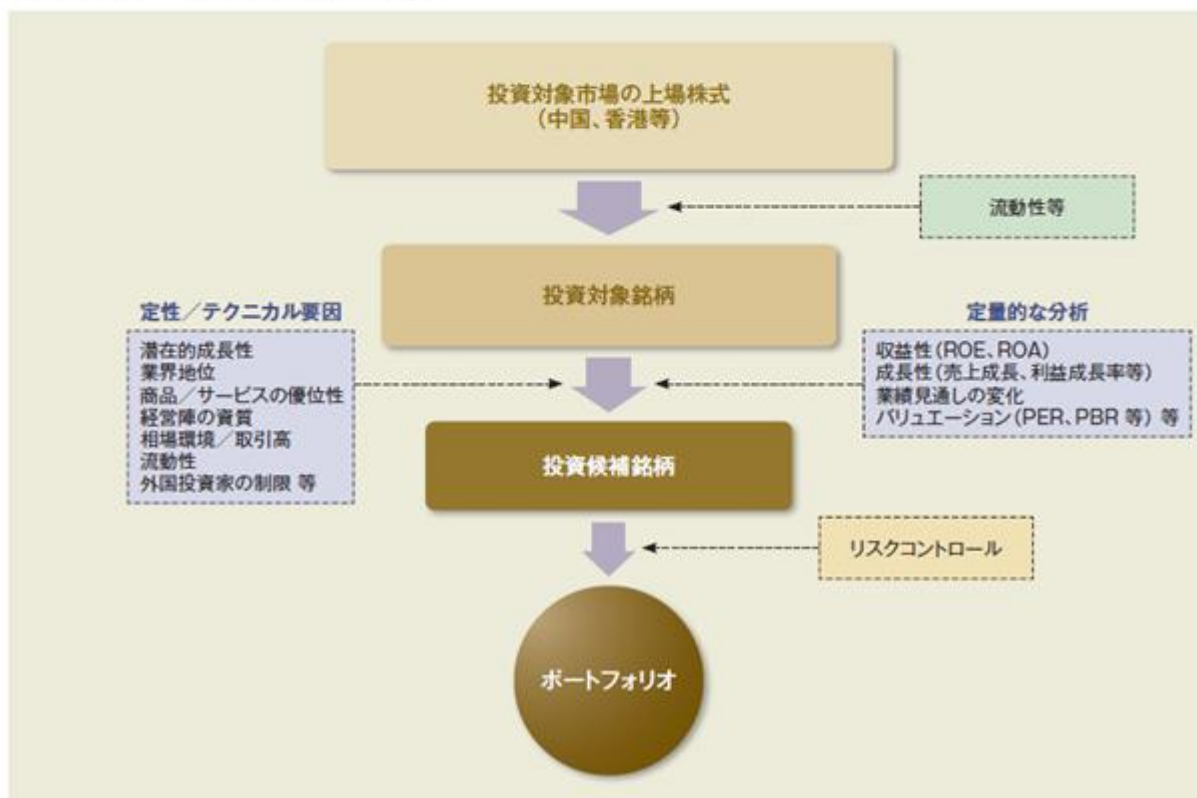 投資対象市場の上場株式
(中国、香港等)
流動性等
投資対象銘柄
定性／テクニカル要因
潜在的成長性
業界地位
商品／サービスの優位性
経営陣の資質
相場環境／取引高
流動性
外国投資家の制限 等
定量的な分析
収益性(ROE、ROA)
成長性(売上成長、利益成長率等)
業績見通しの変化
バリュエーション(PER、PBR 等) 等
投資候補銘柄
リスクコントロール
ポートフォリオ